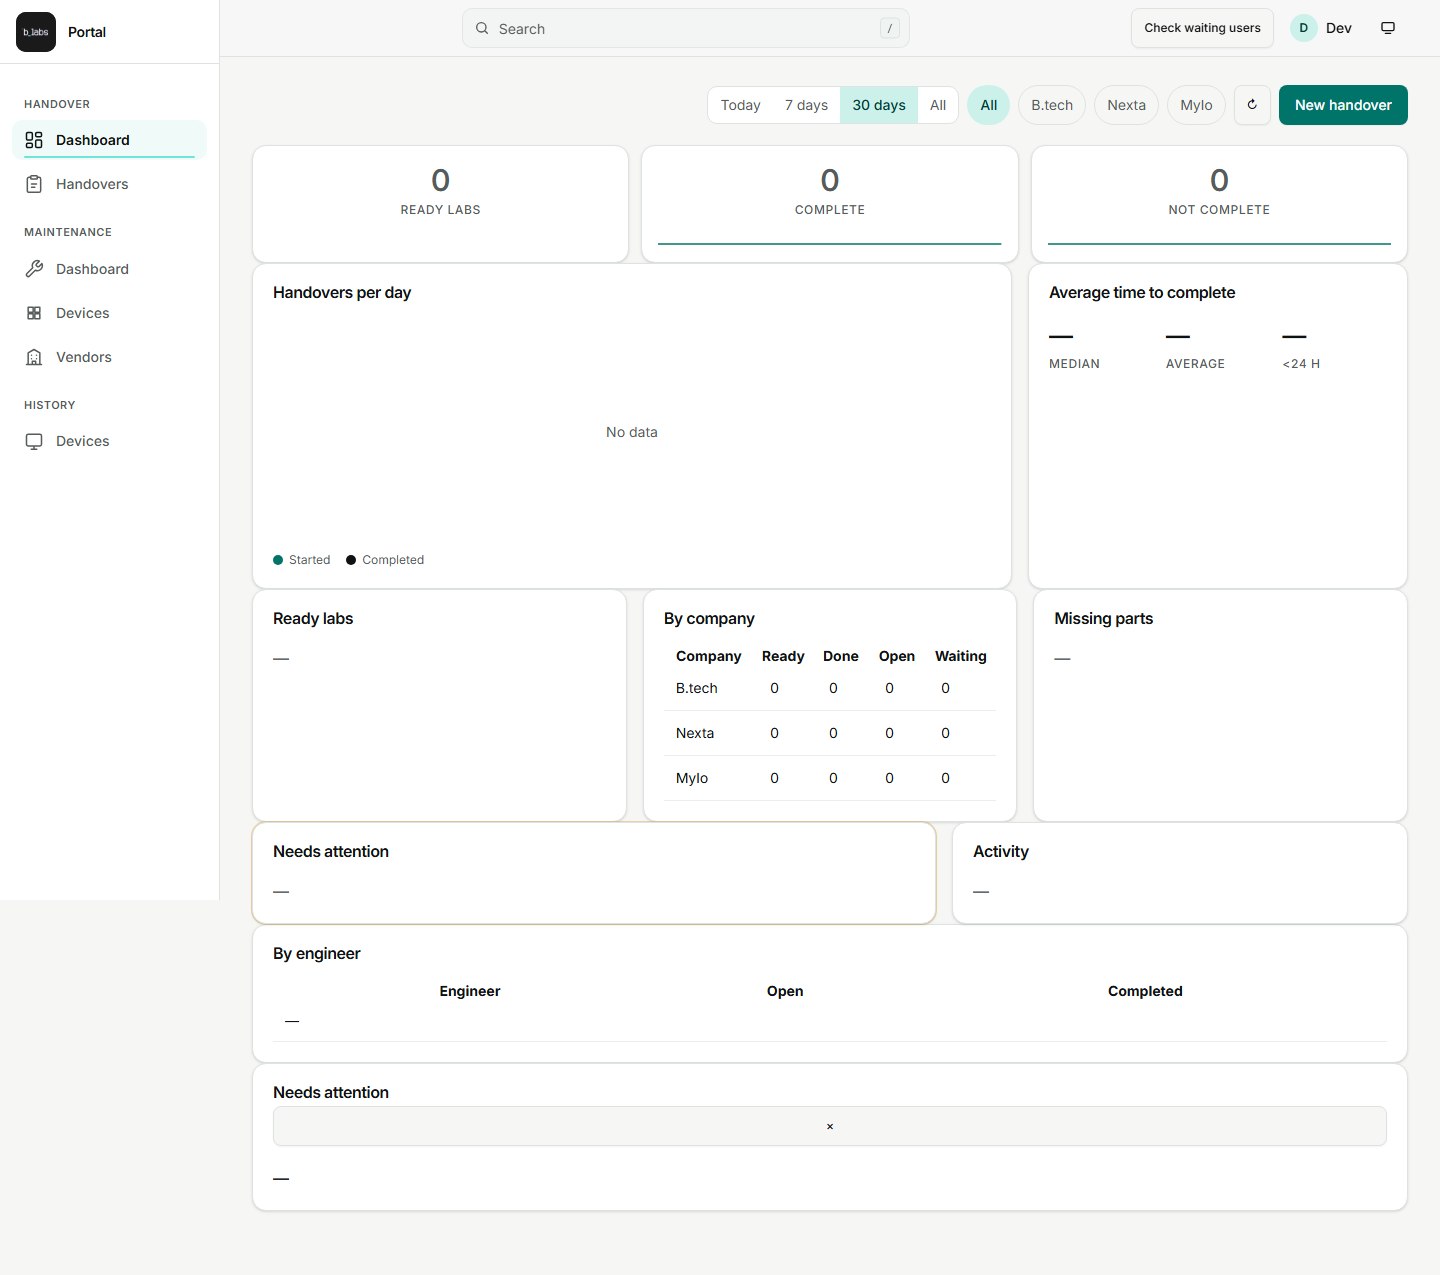 b_labs Portal
Search /
Check waiting users
D Dev
HANDOVER
Dashboard
Handovers
MAINTENANCE
Dashboard
Devices
Vendors
HISTORY
Devices
Today 7 days 30 days All
All B.tech Nexta Mylo
New handover
0
READY LABS
0
COMPLETE
0
NOT COMPLETE
Handovers per day
No data
Started Completed
Average time to complete
— — —
MEDIAN AVERAGE <24 H
Ready labs
—
By company
Company Ready Done Open Waiting
B.tech 0 0 0 0
Nexta 0 0 0 0
Mylo 0 0 0 0
Missing parts
—
Needs attention
—
Activity
—
By engineer
Engineer Open Completed
—
Needs attention
×
—